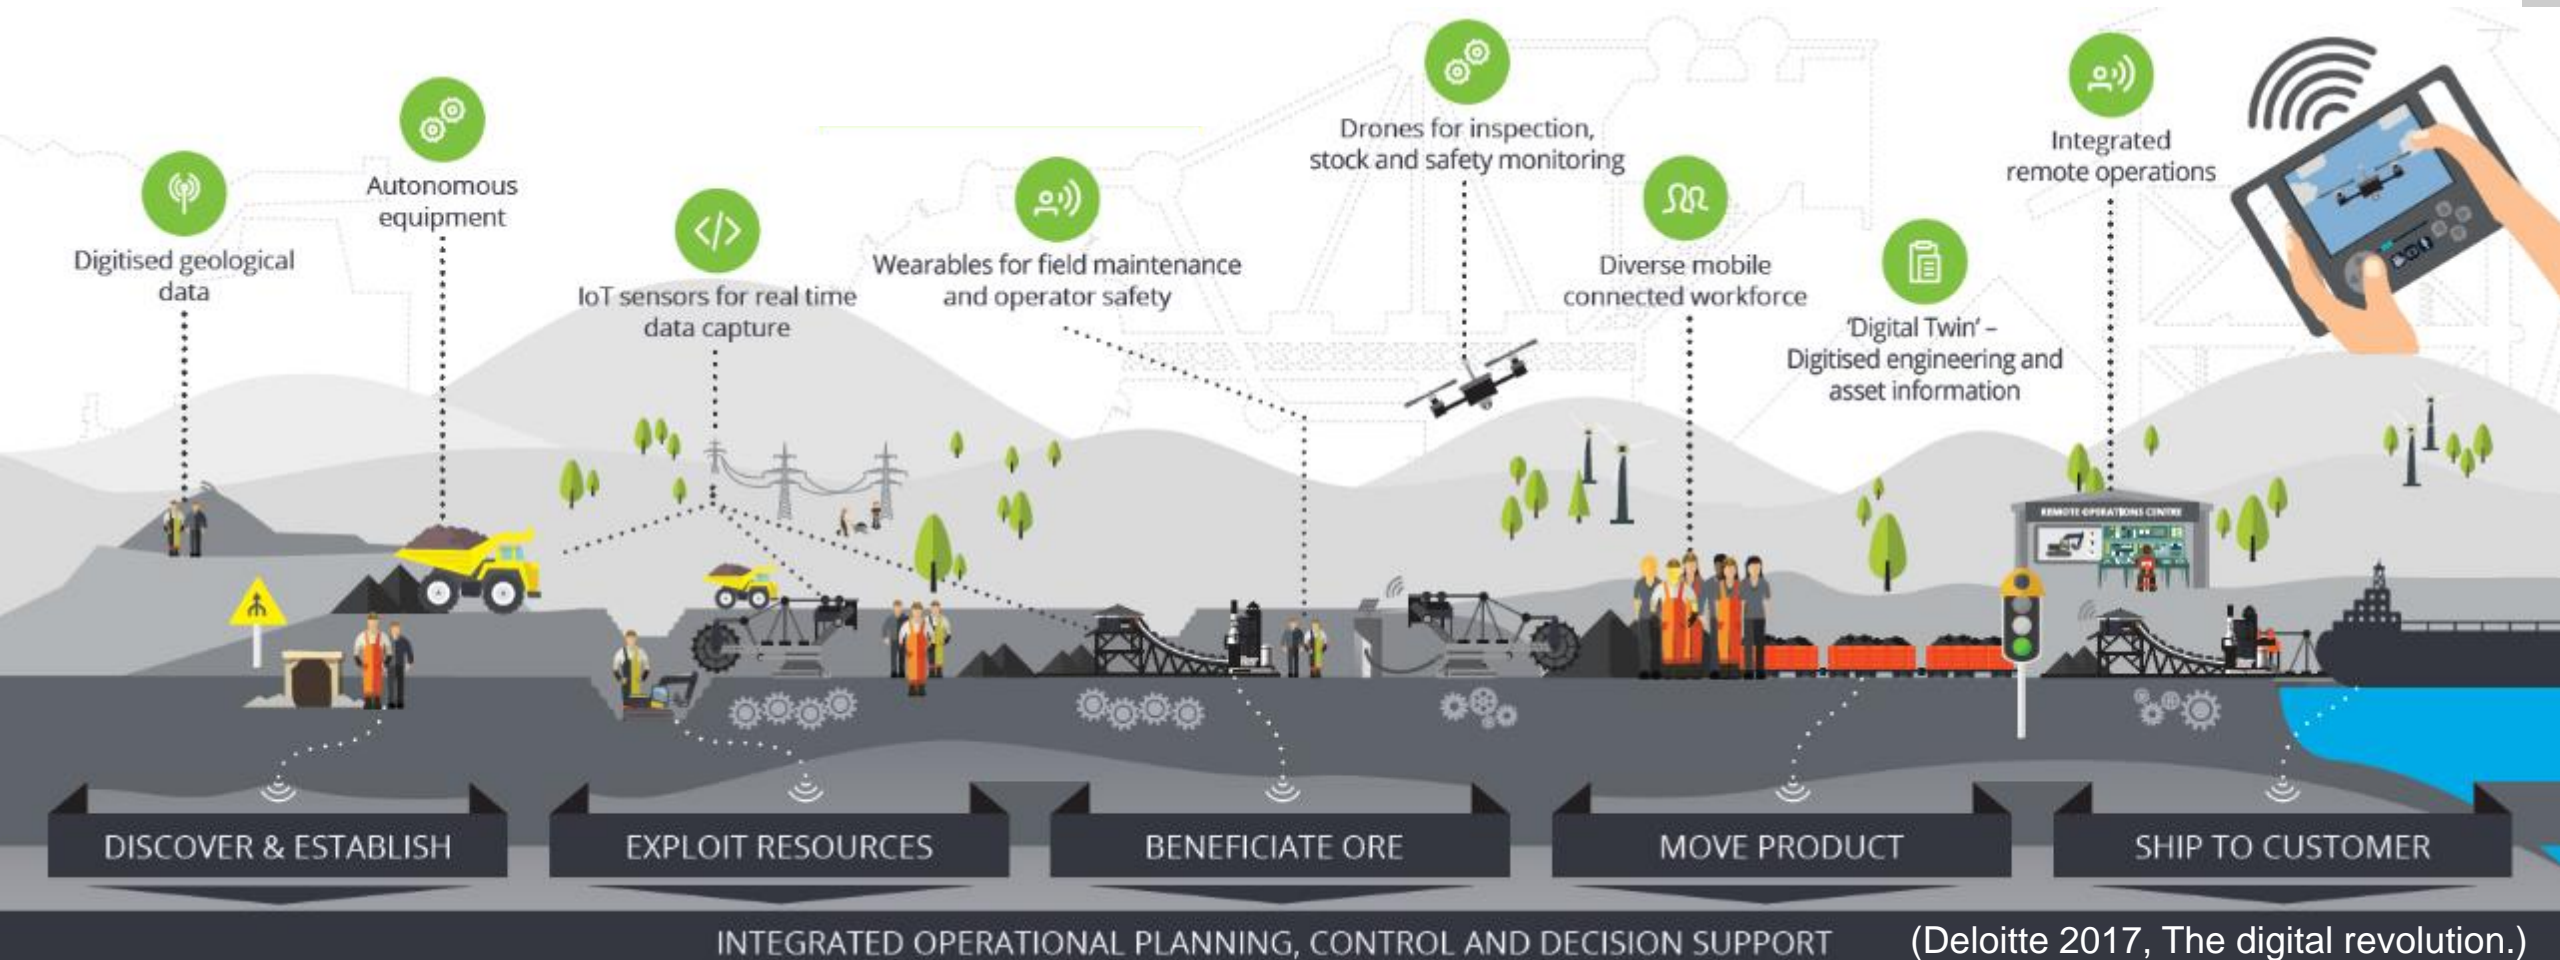 Digitised geological
data
Autonomous
equipment
</>
IoT sensors for real time
data capture
Wearables for field maintenance
and operator safety
Drones for inspection,
stock and safety monitoring
Diverse mobile
connected workforce
'Digital Twin' –
Digitised engineering and
asset information
Integrated
remote operations
REMOTE OPERATIONS CENTRE
DISCOVER & ESTABLISH
EXPLOIT RESOURCES
BENEFICIATE ORE
MOVE PRODUCT
SHIP TO CUSTOMER
INTEGRATED OPERATIONAL PLANNING, CONTROL AND DECISION SUPPORT
(Deloitte 2017, The digital revolution.)